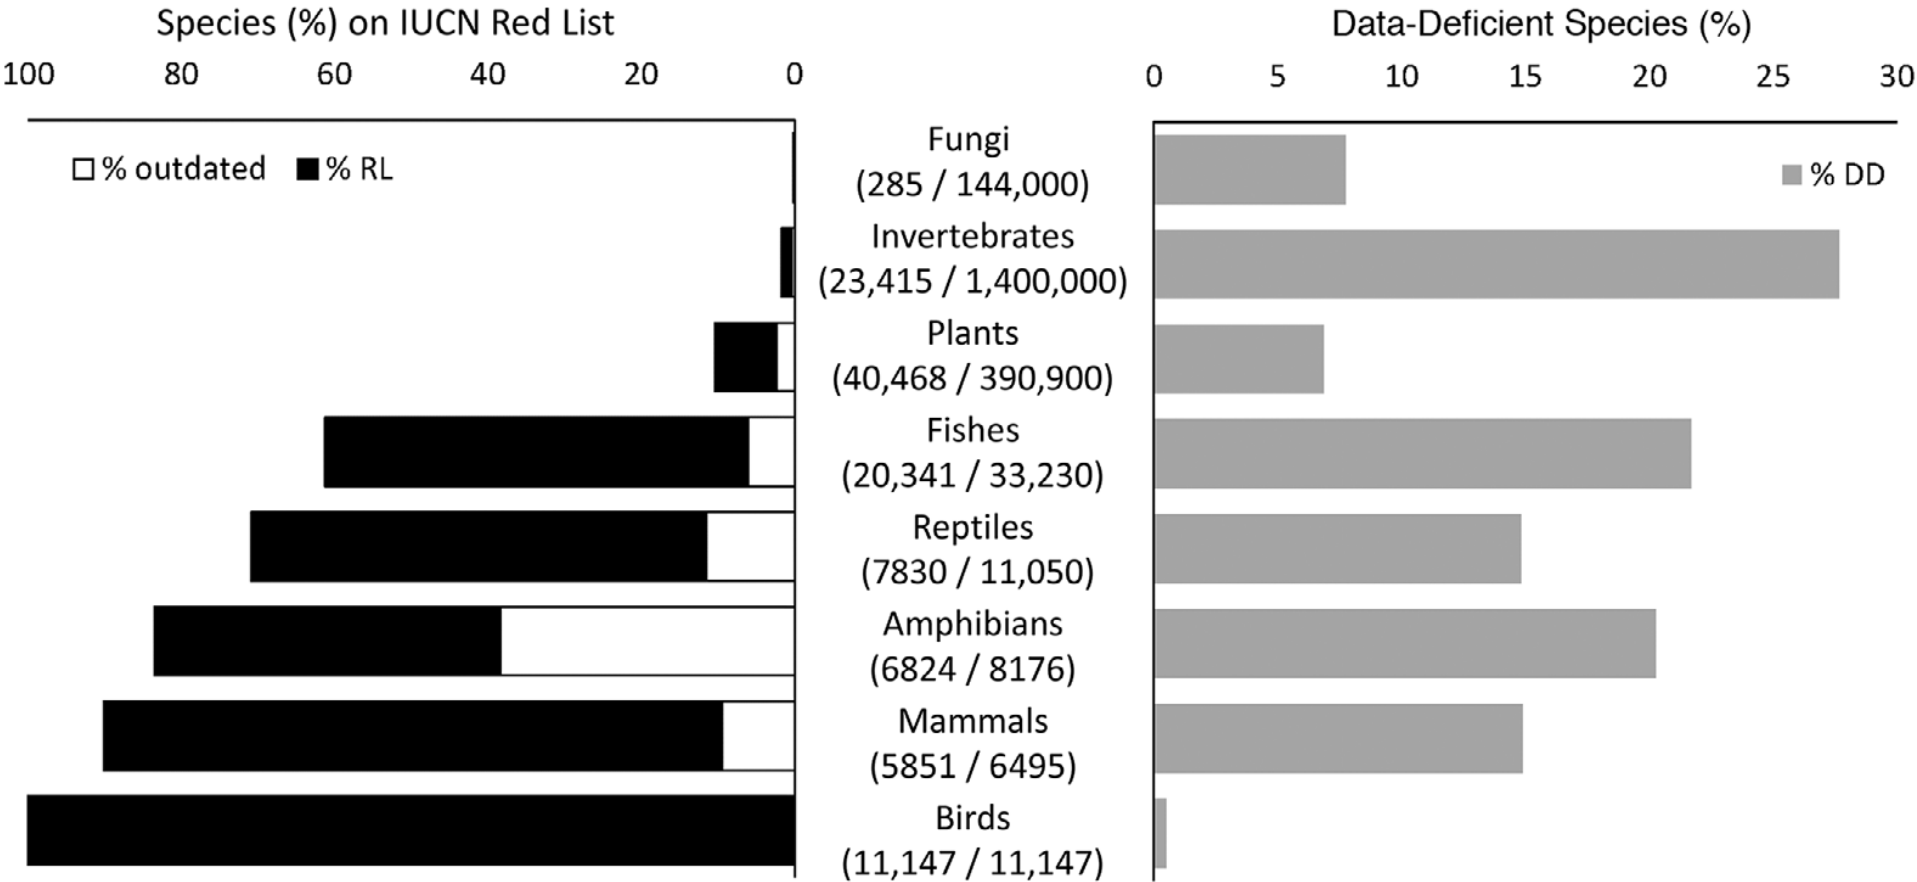 Species (%) on IUCN Red List
Data-Deficient Species (%)
100 80 60 40 20 0
0 5 10 15 20 25 30
% outdated % RL
% DD
Fungi
(285 / 144,000)
Invertebrates
(23,415 / 1,400,000)
Plants
(40,468 / 390,900)
Fishes
(20,341 / 33,230)
Reptiles
(7830 / 11,050)
Amphibians
(6824 / 8176)
Mammals
(5851 / 6495)
Birds
(11,147 / 11,147)